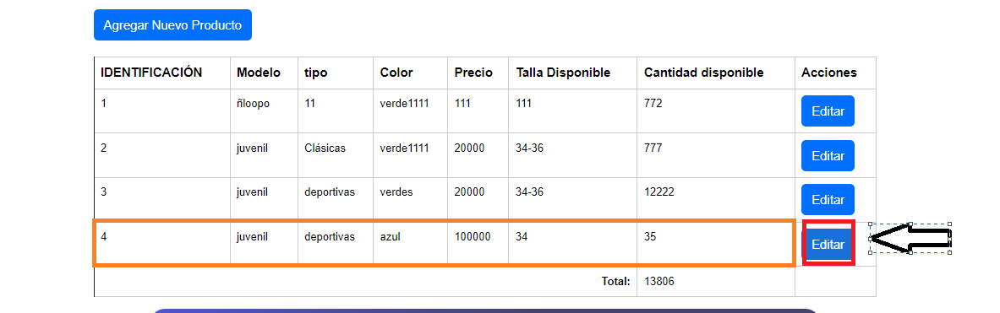 Agregar Nuevo Producto
IDENTIFICACIÓN Modelo tipo Color Precio Talla Disponible Cantidad disponible Acciones
1 ñloopo 11 verde1111 111 111 772 Editar
2 juvenil Clásicas verde1111 20000 34-36 777 Editar
3 juvenil deportivas verdes 20000 34-36 12222 Editar
4 juvenil deportivas azul 100000 34 35 Editar
Total: 13806